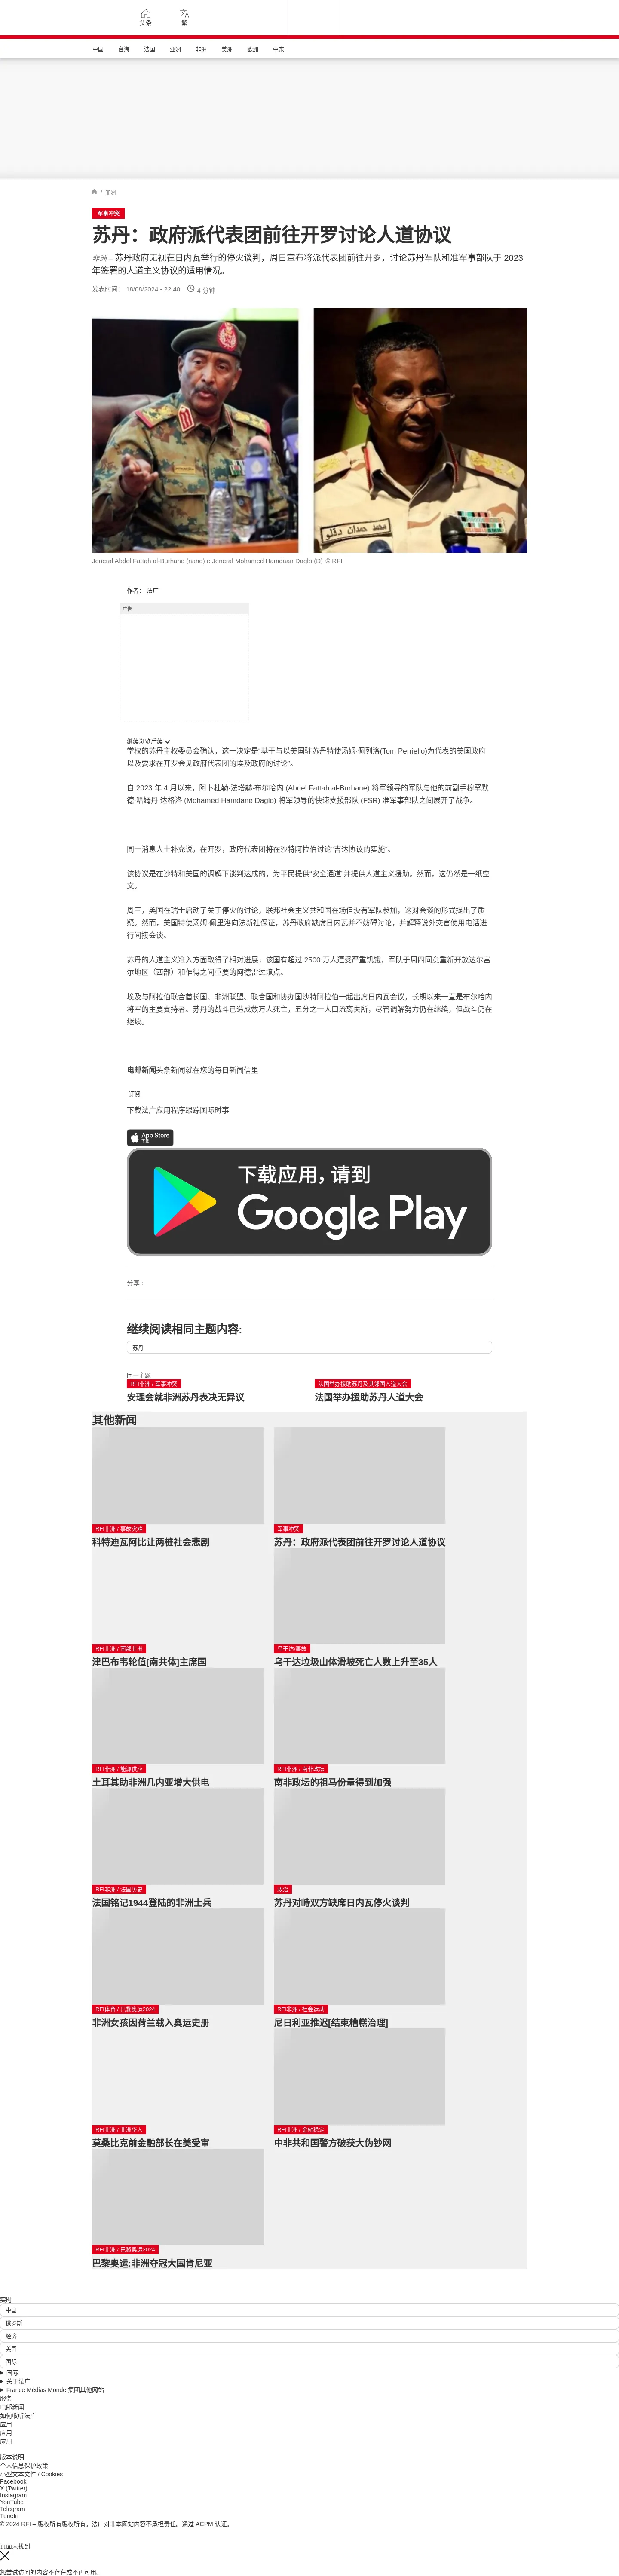 头条
繁
中国 台海 法国 亚洲 非洲 美洲 欧洲 中东
/ 非洲
军事冲突
苏丹：政府派代表团前往开罗讨论人道协议
非洲 – 苏丹政府无视在日内瓦举行的停火谈判，周日宣布将派代表团前往开罗，讨论苏丹军队和准军事部队于 2023
年签署的人道主义协议的适用情况。
发表时间： 18/08/2024 - 22:40 4 分钟
Jeneral Abdel Fattah al-Burhane (nano) e Jeneral Mohamed Hamdaan Daglo (D) © RFI
作者： 法广
广告
继续浏览后续
掌权的苏丹主权委员会确认，这一决定是“基于与以美国驻苏丹特使汤姆·佩列洛(Tom Perriello)为代表的美国政府
以及要求在开罗会见政府代表团的埃及政府的讨论”。
自 2023 年 4 月以来，阿卜杜勒·法塔赫·布尔哈内 (Abdel Fattah al-Burhane) 将军领导的军队与他的前副手穆罕默
德·哈姆丹·达格洛 (Mohamed Hamdane Daglo) 将军领导的快速支援部队 (FSR) 准军事部队之间展开了战争。
同一消息人士补充说，在开罗，政府代表团将在沙特阿拉伯讨论“吉达协议的实施”。
该协议是在沙特和美国的调解下谈判达成的，为平民提供“安全通道”并提供人道主义援助。然而，这仍然是一纸空
文。
周三，美国在瑞士启动了关于停火的讨论，联邦社会主义共和国在场但没有军队参加，这对会谈的形式提出了质
疑。然而，美国特使汤姆·佩里洛向法新社保证，苏丹政府缺席日内瓦并不妨碍讨论，并解释说外交官使用电话进
行间接会谈。
苏丹的人道主义准入方面取得了相对进展，该国有超过 2500 万人遭受严重饥饿，军队于周四同意重新开放达尔富
尔地区（西部）和乍得之间重要的阿德雷过境点。
埃及与阿拉伯联合酋长国、非洲联盟、联合国和协办国沙特阿拉伯一起出席日内瓦会议，长期以来一直是布尔哈内
将军的主要支持者。苏丹的战斗已造成数万人死亡，五分之一人口流离失所，尽管调解努力仍在继续，但战斗仍在
继续。
电邮新闻头条新闻就在您的每日新闻信里
订阅
下载法广应用程序跟踪国际时事
App Store
下载
下载应用，请到
Google Play
分享 :
继续阅读相同主题内容:
苏丹
同一主题
RFI非洲 / 军事冲突
安理会就非洲苏丹表决无异议
法国举办援助苏丹及其邻国人道大会
法国举办援助苏丹人道大会
其他新闻
RFI非洲 / 事故灾难
科特迪瓦阿比让两桩社会悲剧
军事冲突
苏丹：政府派代表团前往开罗讨论人道协议
RFI非洲 / 南部非洲
津巴布韦轮值[南共体]主席国
乌干达/事故
乌干达垃圾山体滑坡死亡人数上升至35人
RFI非洲 / 能源供应
土耳其助非洲几内亚增大供电
RFI非洲 / 南非政坛
南非政坛的祖马份量得到加强
RFI非洲 / 法国历史
法国铭记1944登陆的非洲士兵
政治
苏丹对峙双方缺席日内瓦停火谈判
RFI体育 / 巴黎奥运2024
非洲女孩因荷兰载入奥运史册
RFI非洲 / 社会运动
尼日利亚推迟[结束糟糕治理]
RFI非洲 / 非洲华人
莫桑比克前金融部长在美受审
RFI非洲 / 金融稳定
中非共和国警方破获大伪钞网
RFI非洲 / 巴黎奥运2024
巴黎奥运:非洲夺冠大国肯尼亚
实时
中国
俄罗斯
经济
美国
国际
国际
关于法广
France Médias Monde 集团其他网站
服务
电邮新闻
如何收听法广
应用
应用
应用
版本说明
个人信息保护政策
小型文本文件 / Cookies
Facebook
X (Twitter)
Instagram
YouTube
Telegram
TuneIn
© 2024 RFI – 版权所有版权所有。法广对非本网站内容不承担责任。通过 ACPM 认证。
页面未找到
您尝试访问的内容不存在或不再可用。